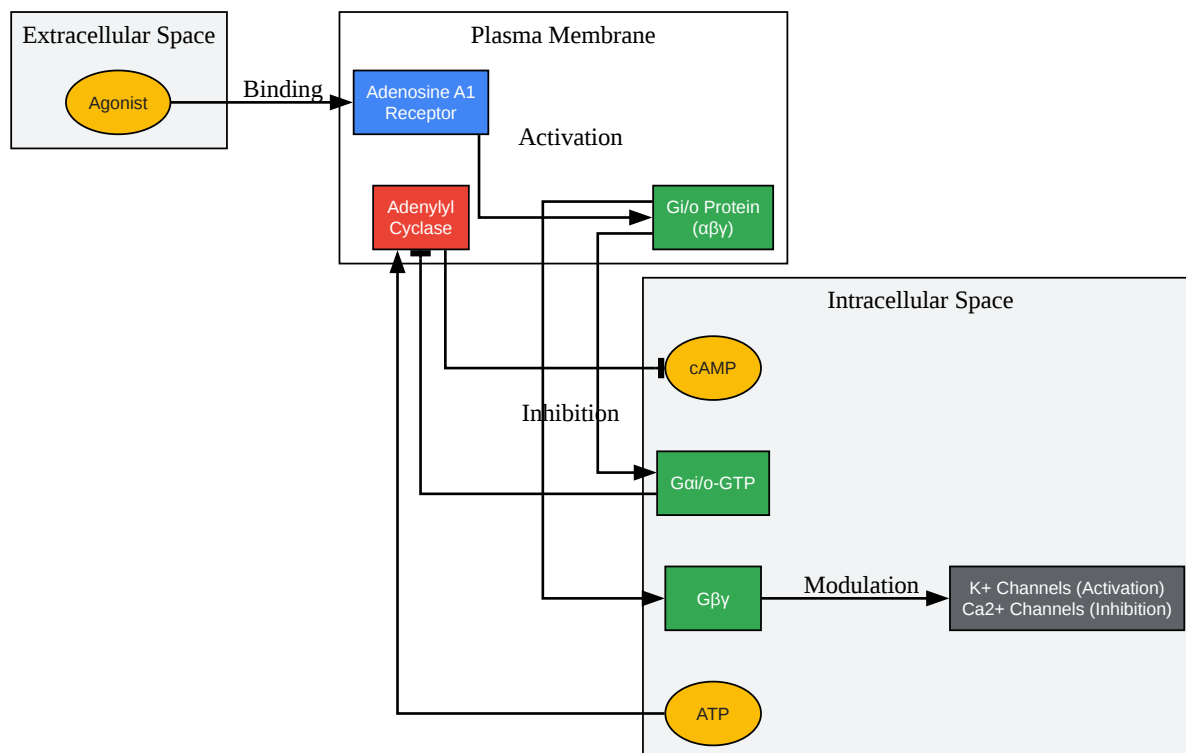 Extracellular Space
Plasma Membrane
Agonist
Binding
Adenosine A1
Receptor
Activation
Adenylyl
Cyclase
Gi/o Protein
(αβγ)
Intracellular Space
cAMP
Inhibition
Gαi/o-GTP
Gβγ
Modulation
K+ Channels (Activation)
Ca2+ Channels (Inhibition)
ATP